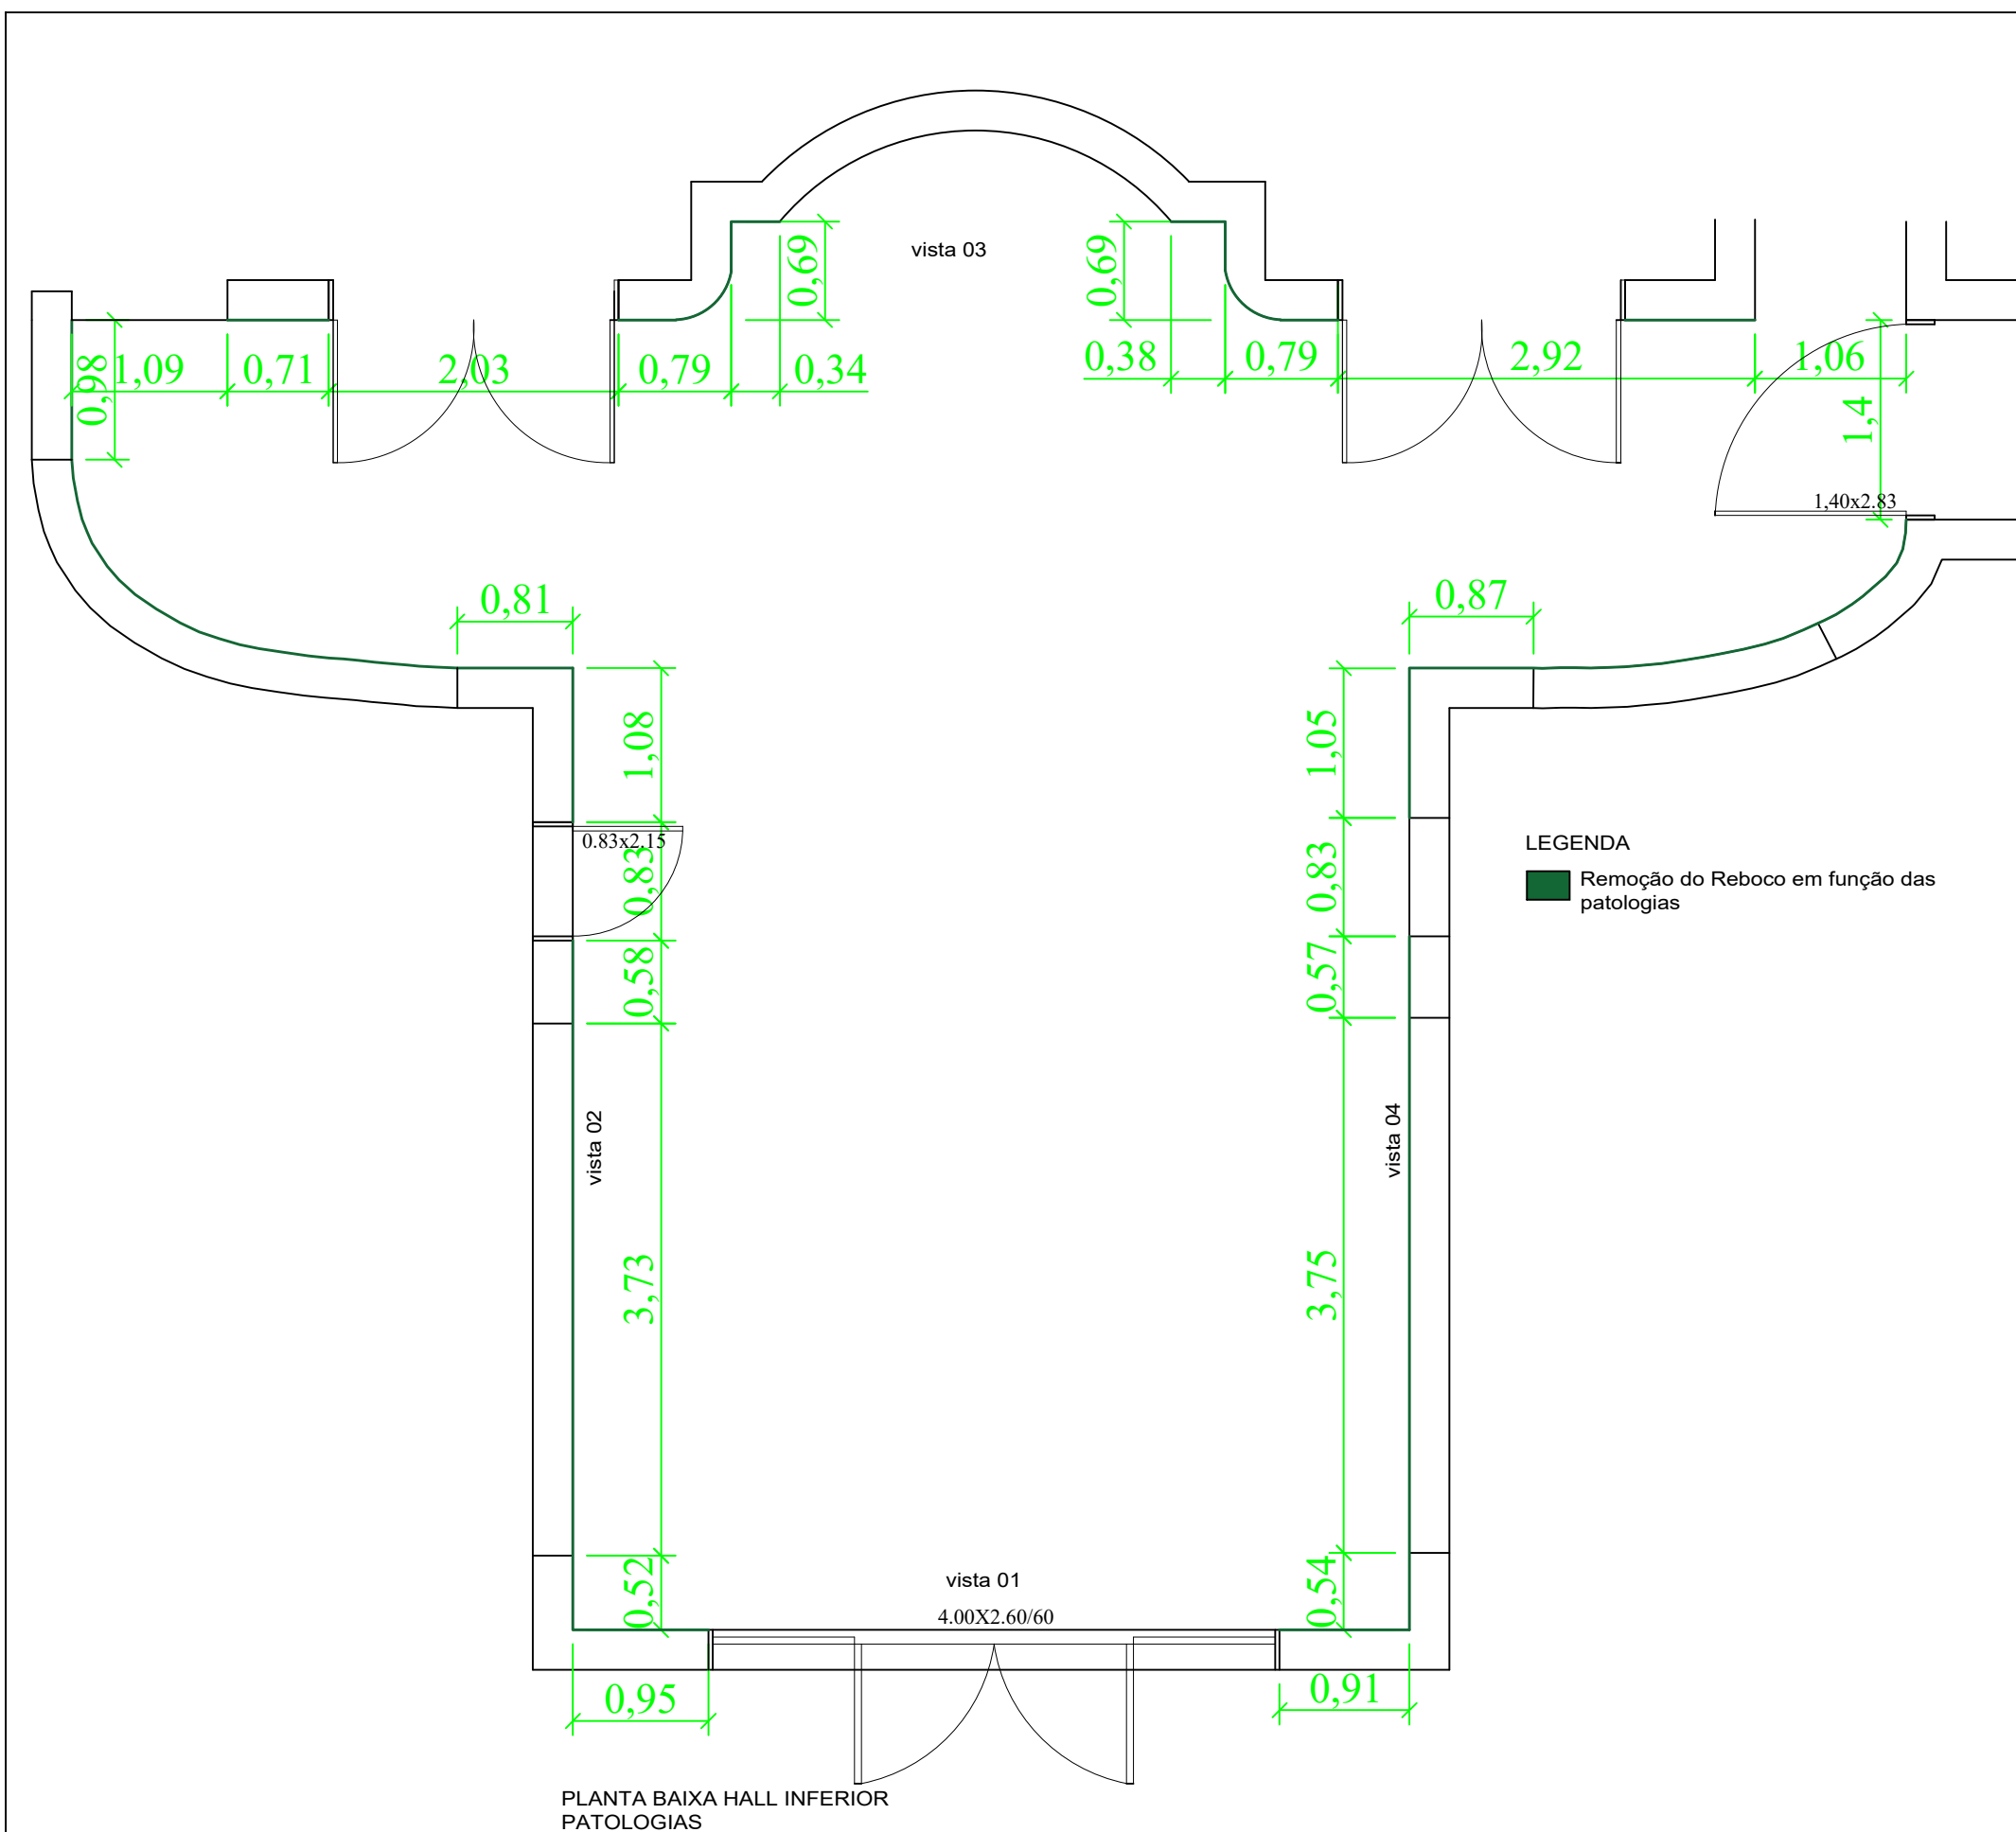 vista 03
0,69
0,69
0,98
1,09
0,71
2,03
0,79
0,34
0,38
0,79
2,92
1,06
1,4
1,40x2.83
0,81
0,87
1,08
1,05
0.83x2.15
0,83
0,83
LEGENDA
Remoção do Reboco em função das
patologias
0,58
0,57
vista 02
vista 04
3,73
3,75
0,52
0,54
vista 01
4.00X2.60/60
0,95
0,91
PLANTA BAIXA HALL INFERIOR
PATOLOGIAS